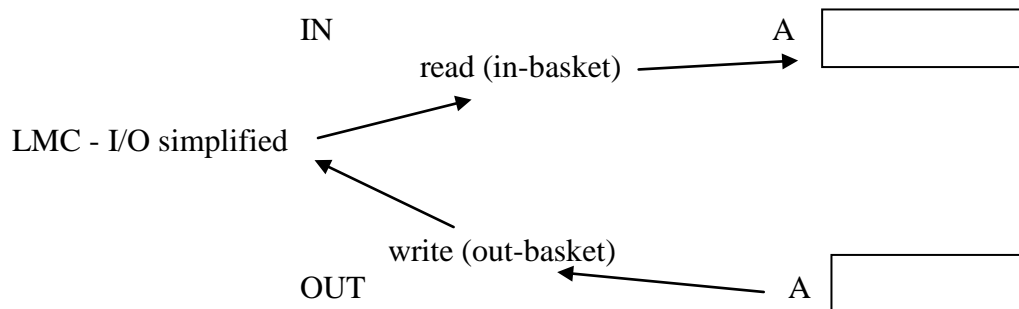 IN A
read (in-basket)
LMC - I/O simplified
write (out-basket)
OUT A